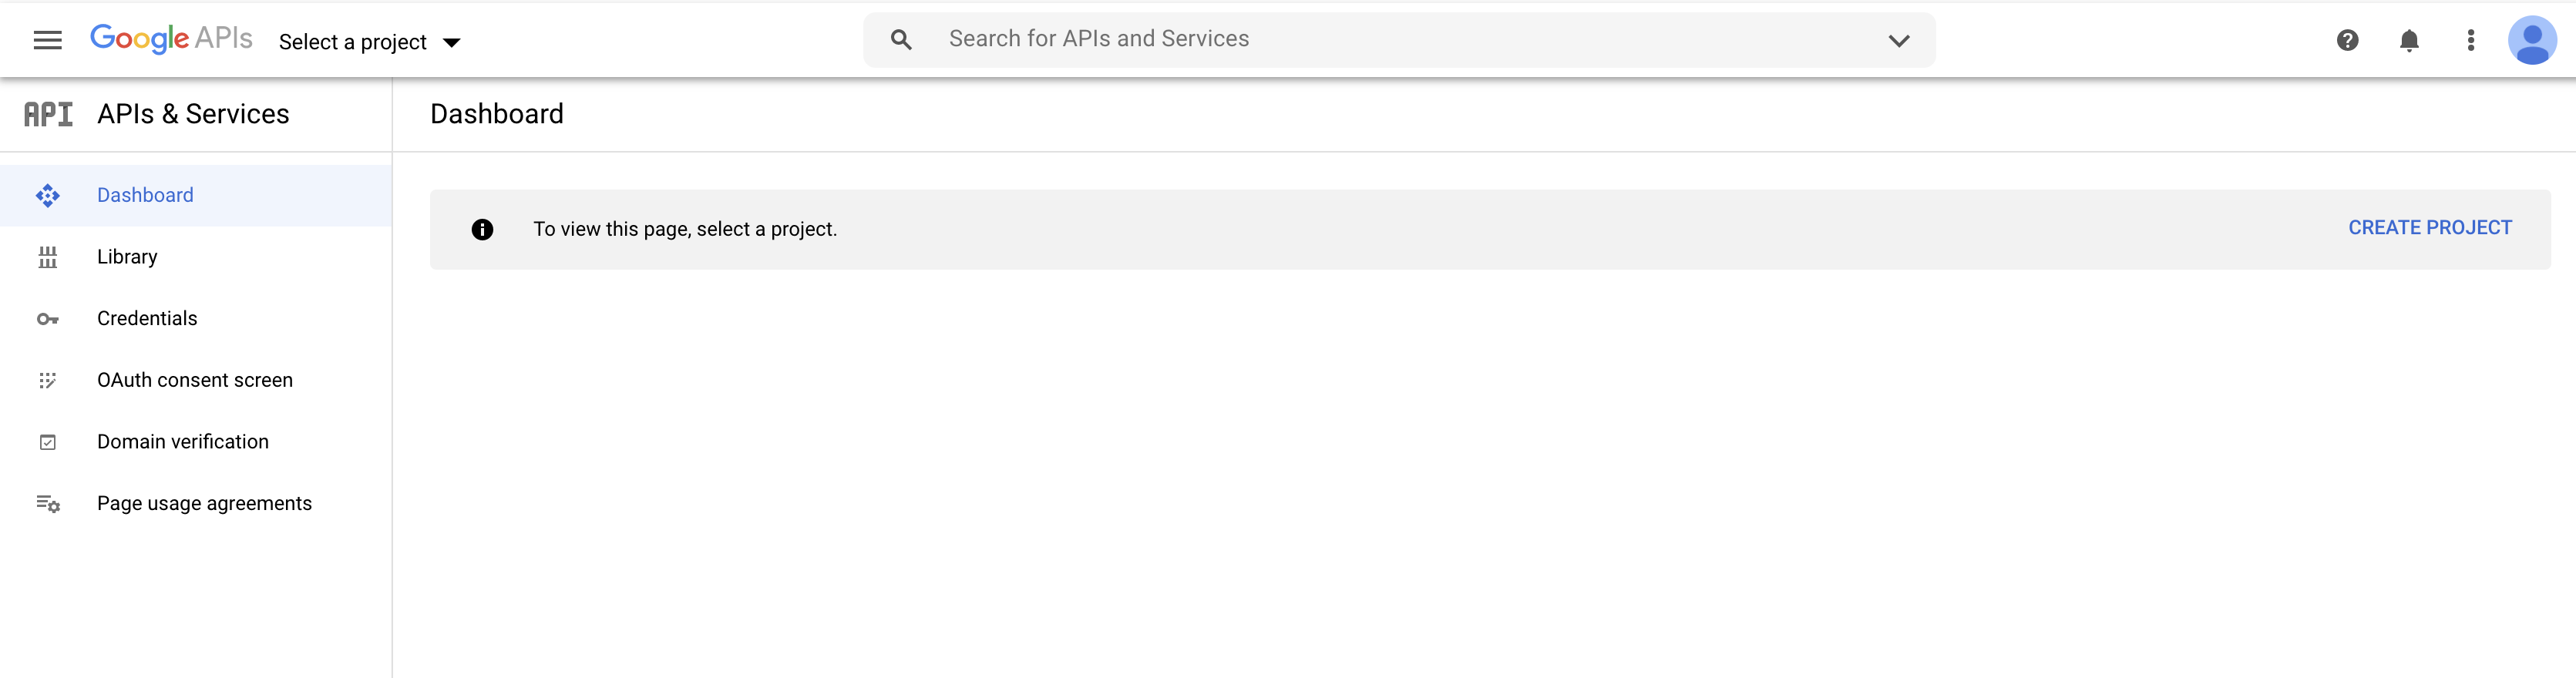 Google APIs
Select a project
Search for APIs and Services
API APIs & Services
Dashboard
Dashboard
Library
Credentials
OAuth consent screen
Domain verification
Page usage agreements
To view this page, select a project.
CREATE PROJECT